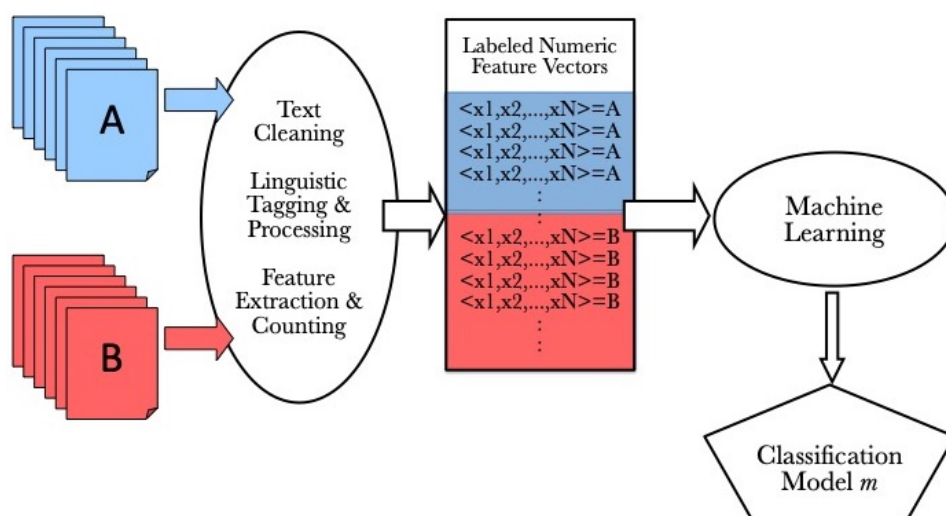 A
B
Text
Cleaning
Linguistic
Tagging &
Processing
Feature
Extraction &
Counting
Labeled Numeric
Feature Vectors
<x1,x2,...,xN>=A
<x1,x2,...,xN>=A
<x1,x2,...,xN>=A
<x1,x2,...,xN>=A
<x1,x2,...,xN>=B
<x1,x2,...,xN>=B
<x1,x2,...,xN>=B
<x1,x2,...,xN>=B
Machine
Learning
Classification
Model m